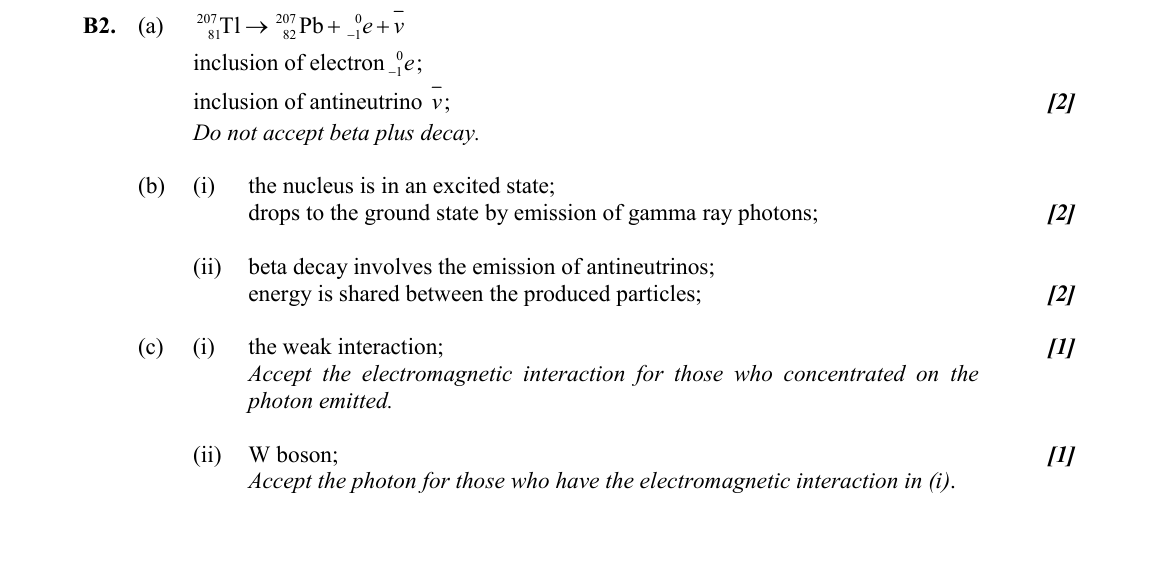 B2. (a) ²⁰⁷₈₁Tl → ²⁰⁷₈₂Pb + ⁰₋₁e + v̅
inclusion of electron ⁰₋₁e;
inclusion of antineutrino v̅; [2]
Do not accept beta plus decay.
(b) (i) the nucleus is in an excited state;
drops to the ground state by emission of gamma ray photons; [2]
(ii) beta decay involves the emission of antineutrinos;
energy is shared between the produced particles; [2]
(c) (i) the weak interaction; [1]
Accept the electromagnetic interaction for those who concentrated on the
photon emitted.
(ii) W boson; [1]
Accept the photon for those who have the electromagnetic interaction in (i).